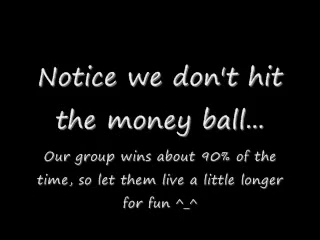 Notice we don't hit
the money ball...
Our group wins about 90% of the
time, so let them live a little longer
for fun ^_^